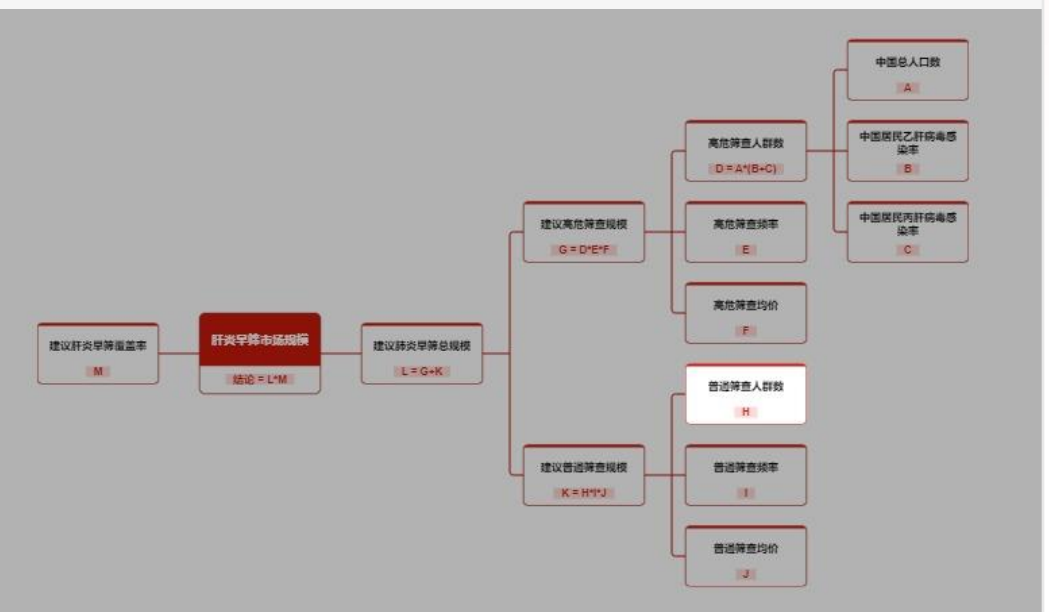 中国总人口数
A
高危筛查人群数
D = A*(B+C)
中国居民乙肝病毒感
染率
B
建议高危筛查规模
G = D*E*F
高危筛查频率
E
中国居民丙肝病毒感
染率
C
高危筛查均价
F
建议肝炎早筛覆盖率
M
肝炎早筛市场规模
结论 = L*M
建议肺炎早筛总规模
L = G+K
普通筛查人群数
H
建议普通筛查规模
K = H*I*J
普通筛查频率
I
普通筛查均价
J